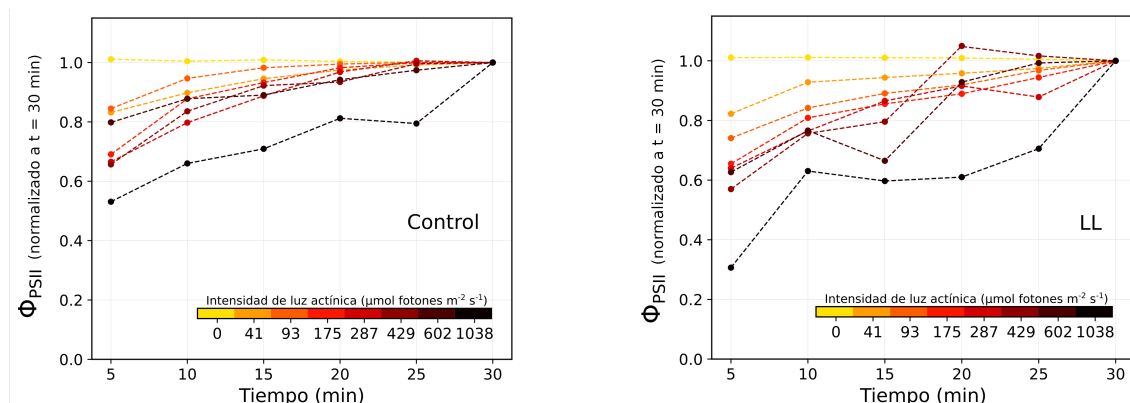 1.0
0.8
0.6
0.4
0.2
0.0
Φ_PSII (normalizado a t = 30 min)
Control
Intensidad de luz actínica (μmol fotones m⁻² s⁻¹)
0 41 93 175 287 429 602 1038
5 10 15 20 25 30
Tiempo (min)
1.0
0.8
0.6
0.4
0.2
0.0
Φ_PSII (normalizado a t = 30 min)
LL
Intensidad de luz actínica (μmol fotones m⁻² s⁻¹)
0 41 93 175 287 429 602 1038
5 10 15 20 25 30
Tiempo (min)